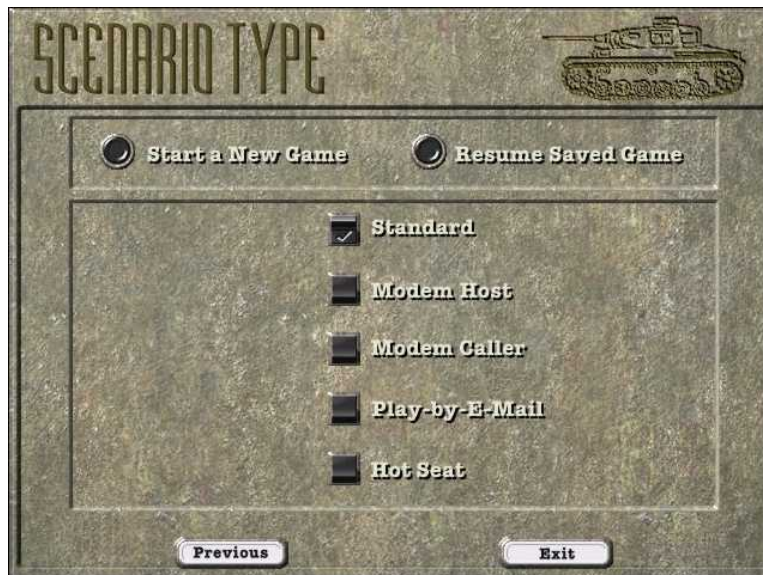 SCENARIO TYPE
Start a New Game Resume Saved Game
Standard
Modem Host
Modem Caller
Play-by-E-Mail
Hot Seat
Previous Exit